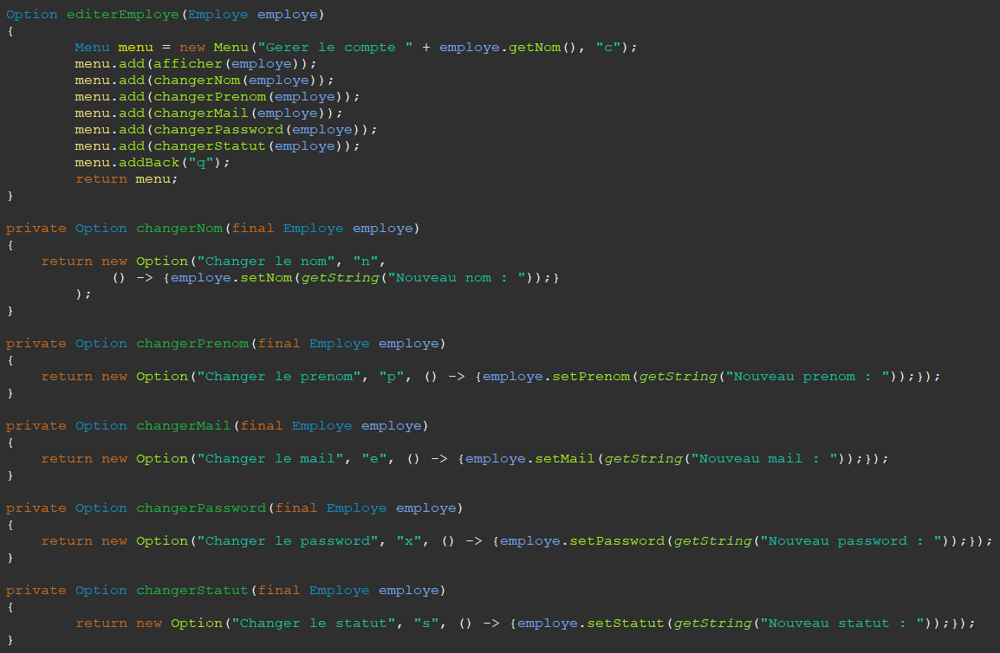 Option editerEmploye(Employe employe)
{
        Menu menu = new Menu("Gerer le compte " + employe.getNom(), "c");
        menu.add(afficher(employe));
        menu.add(changerNom(employe));
        menu.add(changerPrenom(employe));
        menu.add(changerMail(employe));
        menu.add(changerPassword(employe));
        menu.add(changerStatut(employe));
        menu.addBack("q");
        return menu;
}

private Option changerNom(final Employe employe)
{
    return new Option("Changer le nom", "n",
            () -> {employe.setNom(getString("Nouveau nom : "));}
        );
}

private Option changerPrenom(final Employe employe)
{
    return new Option("Changer le prenom", "p", () -> {employe.setPrenom(getString("Nouveau prenom : "));});
}

private Option changerMail(final Employe employe)
{
    return new Option("Changer le mail", "e", () -> {employe.setMail(getString("Nouveau mail : "));});
}

private Option changerPassword(final Employe employe)
{
    return new Option("Changer le password", "x", () -> {employe.setPassword(getString("Nouveau password : "));});
}

private Option changerStatut(final Employe employe)
{
        return new Option("Changer le statut", "s", () -> {employe.setStatut(getString("Nouveau statut : "));});
}